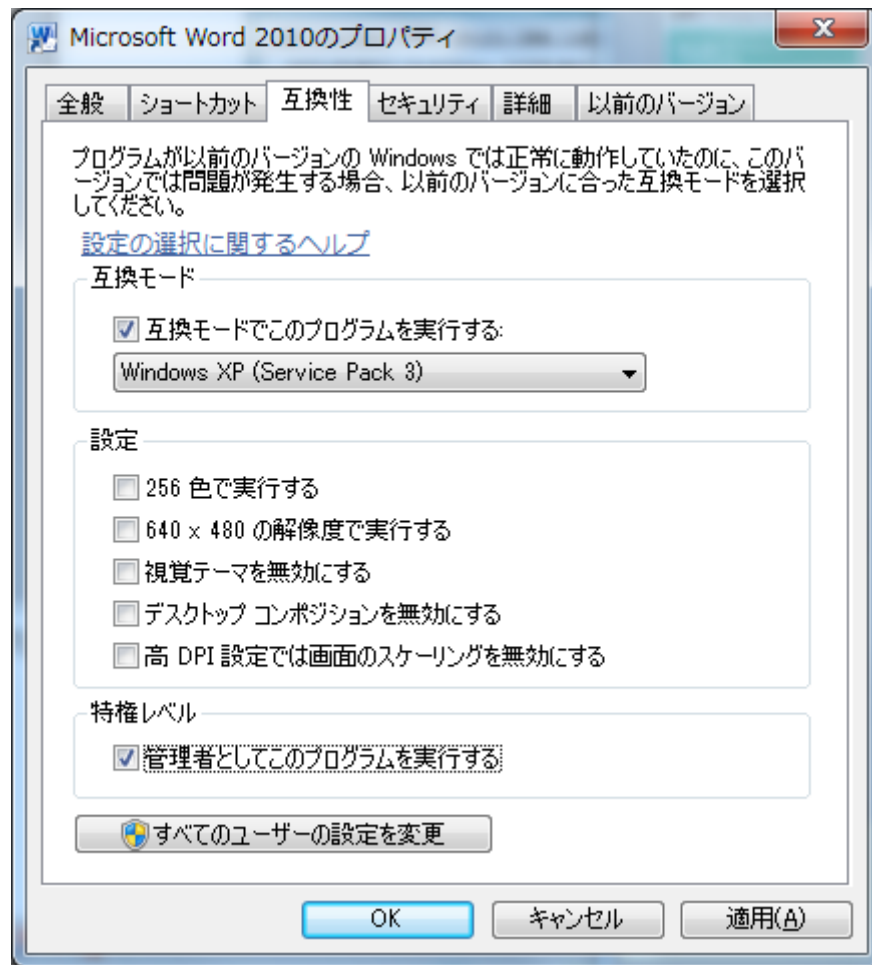 Microsoft Word 2010のプロパティ
全般 ショートカット 互換性 セキュリティ 詳細 以前のバージョン
プログラムが以前のバージョンの Windows では正常に動作していたのに、このバ
ージョンでは問題が発生する場合、以前のバージョンに合った互換モードを選択
してください。
設定の選択に関するヘルプ
互換モード
互換モードでこのプログラムを実行する:
Windows XP (Service Pack 3)
設定
256 色で実行する
640 x 480 の解像度で実行する
視覚テーマを無効にする
デスクトップ コンポジションを無効にする
高 DPI 設定では画面のスケーリングを無効にする
特権レベル
管理者としてこのプログラムを実行する
すべてのユーザーの設定を変更
OK キャンセル 適用(A)